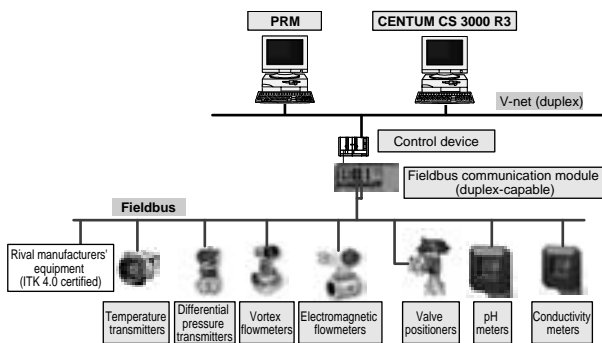 PRM
CENTUM CS 3000 R3
V-net (duplex)
Control device
Fieldbus communication module
(duplex-capable)
Fieldbus
Rival manufacturers'
equipment
(ITK 4.0 certified)
Temperature
transmitters
Differential
pressure
transmitters
Vortex
flowmeters
Electromagnetic
flowmeters
Valve
positioners
pH
meters
Conductivity
meters